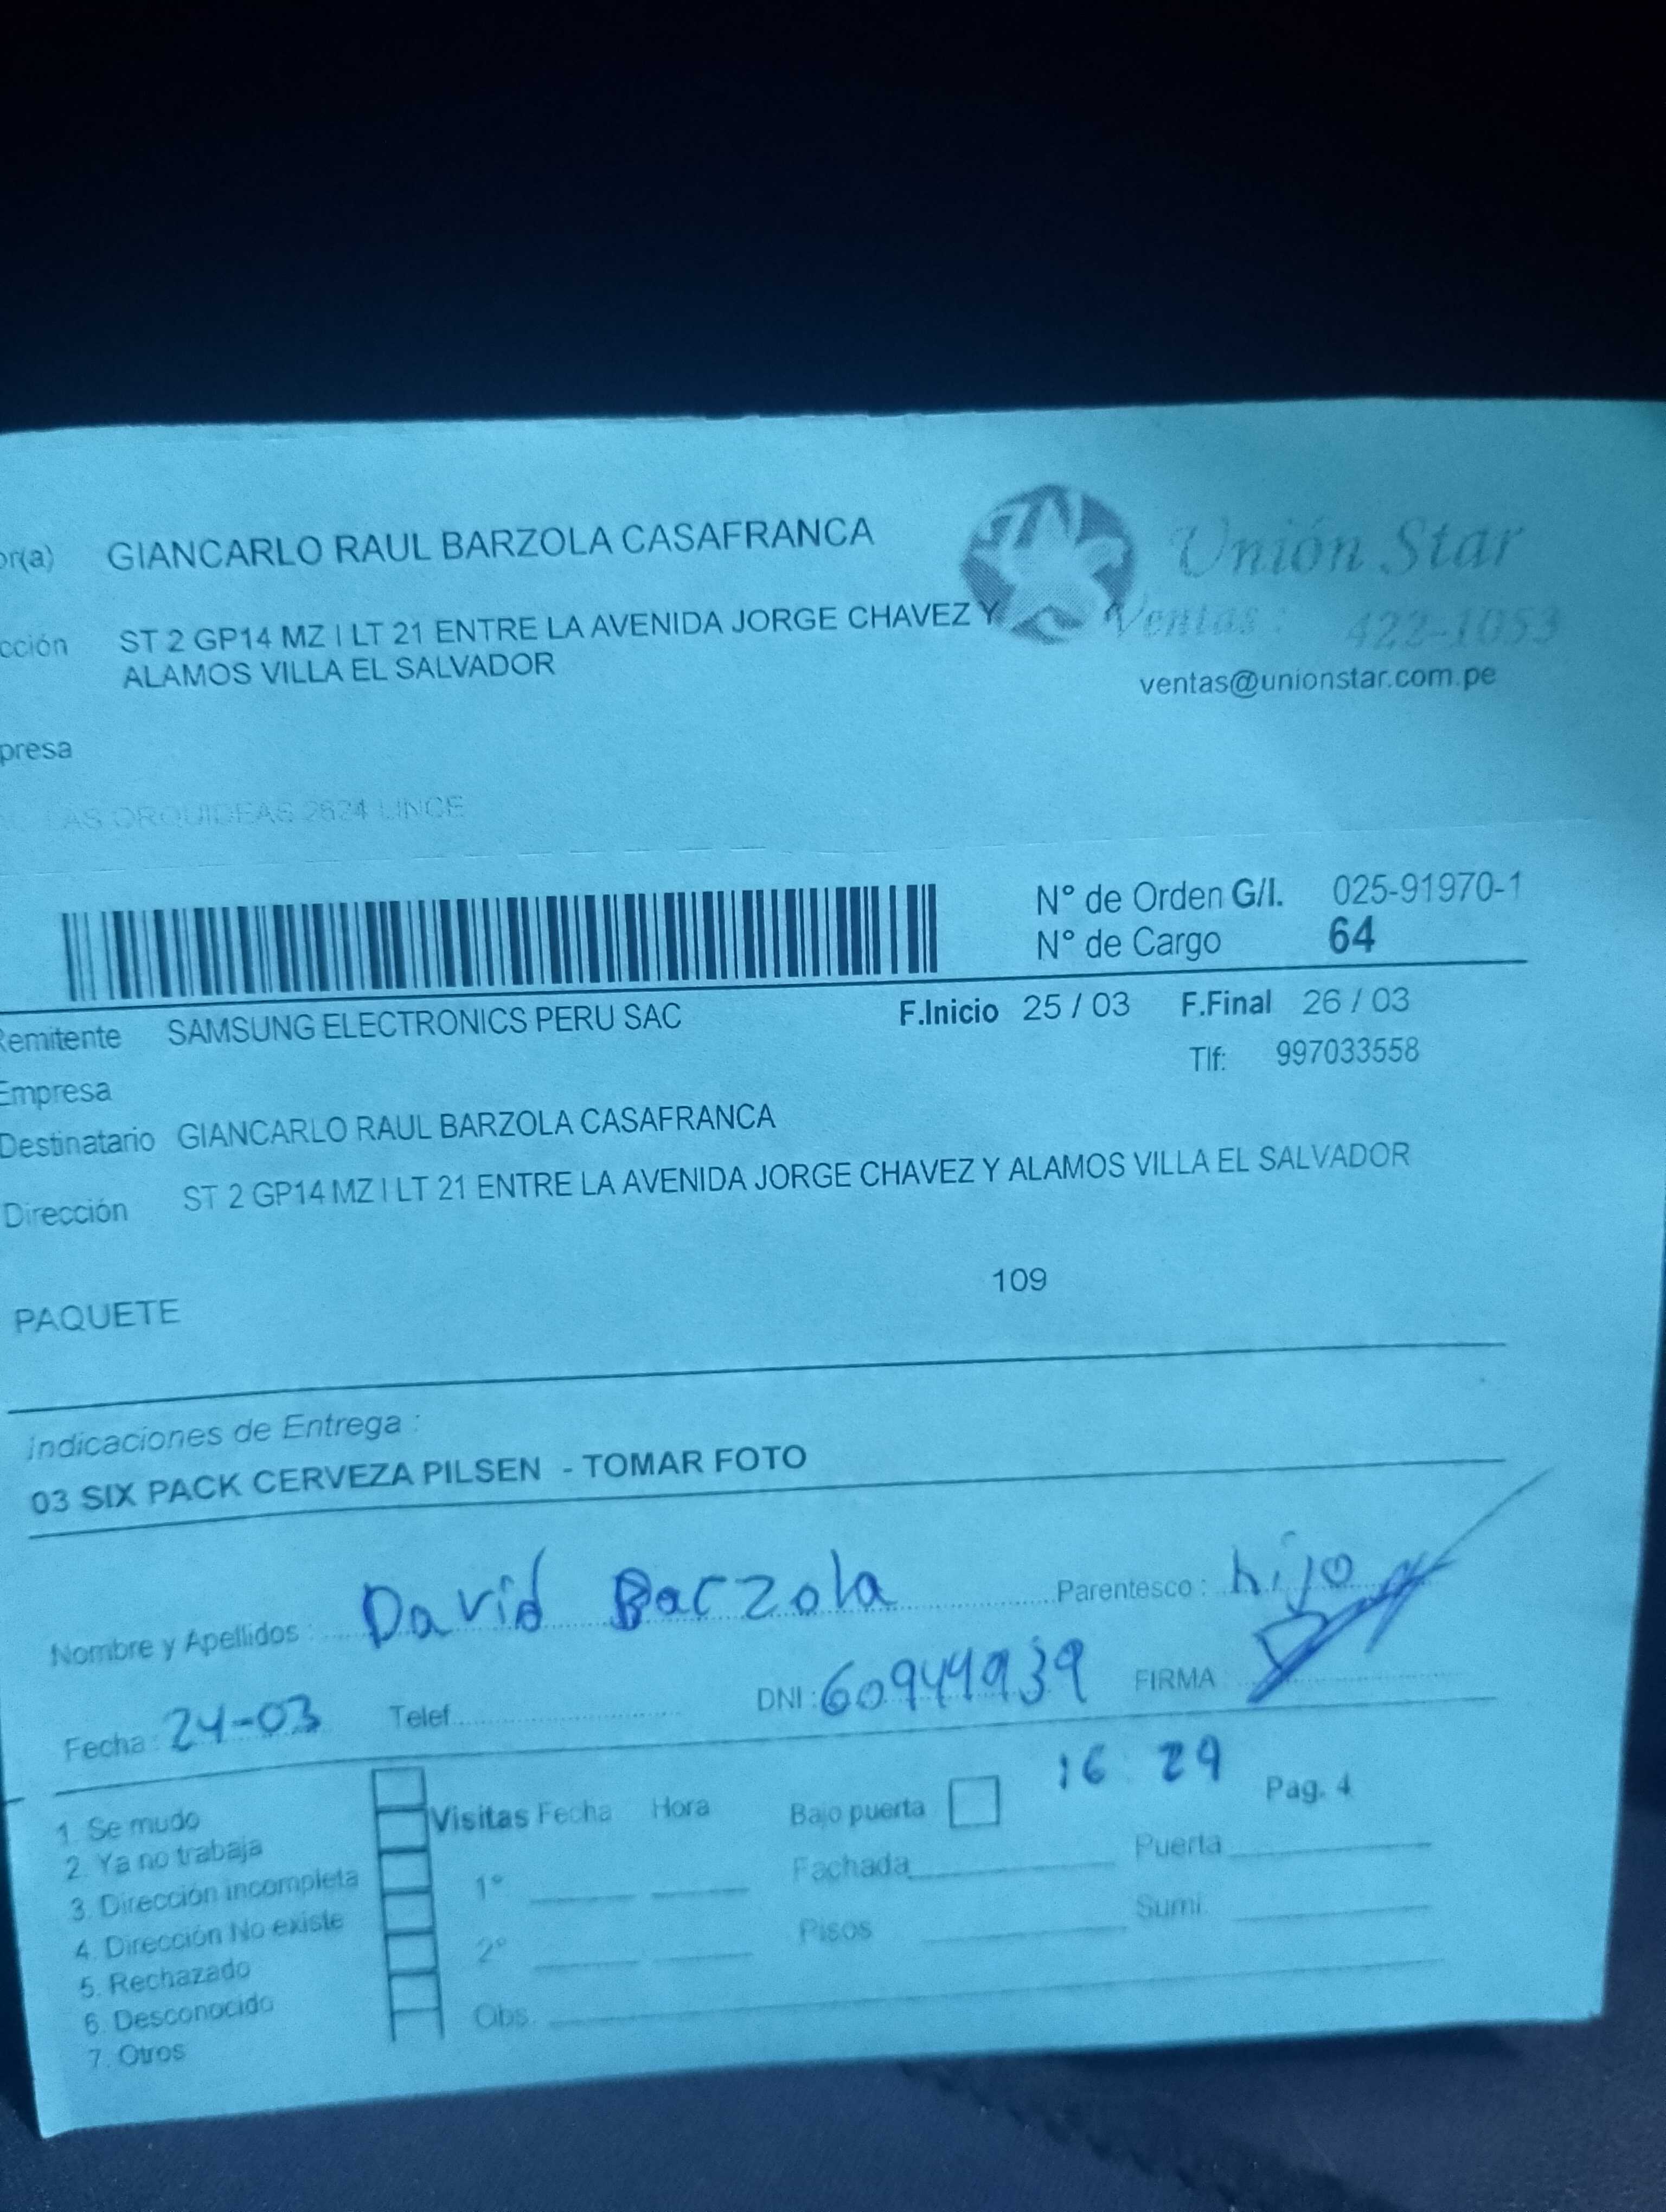 or(a) GIANCARLO RAUL BARZOLA CASAFRANCA
Unión Star
cción ST 2 GP14 MZ I LT 21 ENTRE LA AVENIDA JORGE CHAVEZ Y
Ventas: 422-1053
ALAMOS VILLA EL SALVADOR
ventas@unionstar.com.pe
presa
LAS ORQUIDEAS 2624 LINCE
N° de Orden G/I. 025-91970-1
N° de Cargo 64
Remitente SAMSUNG ELECTRONICS PERU SAC F.Inicio 25 / 03 F.Final 26 / 03
Tlf: 997033558
Empresa
Destinatario GIANCARLO RAUL BARZOLA CASAFRANCA
Dirección ST 2 GP14 MZ I LT 21 ENTRE LA AVENIDA JORGE CHAVEZ Y ALAMOS VILLA EL SALVADOR
PAQUETE 109
Indicaciones de Entrega :
03 SIX PACK CERVEZA PILSEN - TOMAR FOTO
Nombre y Apellidos : David Barzola Parentesco : hijo
Fecha : 24-03 Telef. DNI : 60944939 FIRMA
16 29 Pag. 4
1. Se mudo Visitas Fecha Hora Bajo puerta
2. Ya no trabaja
3. Dirección incompleta 1° Fachada Puerta
4. Dirección No existe 2° Pisos Sumi.
5. Rechazado
6. Desconocido Obs.
7. Otros